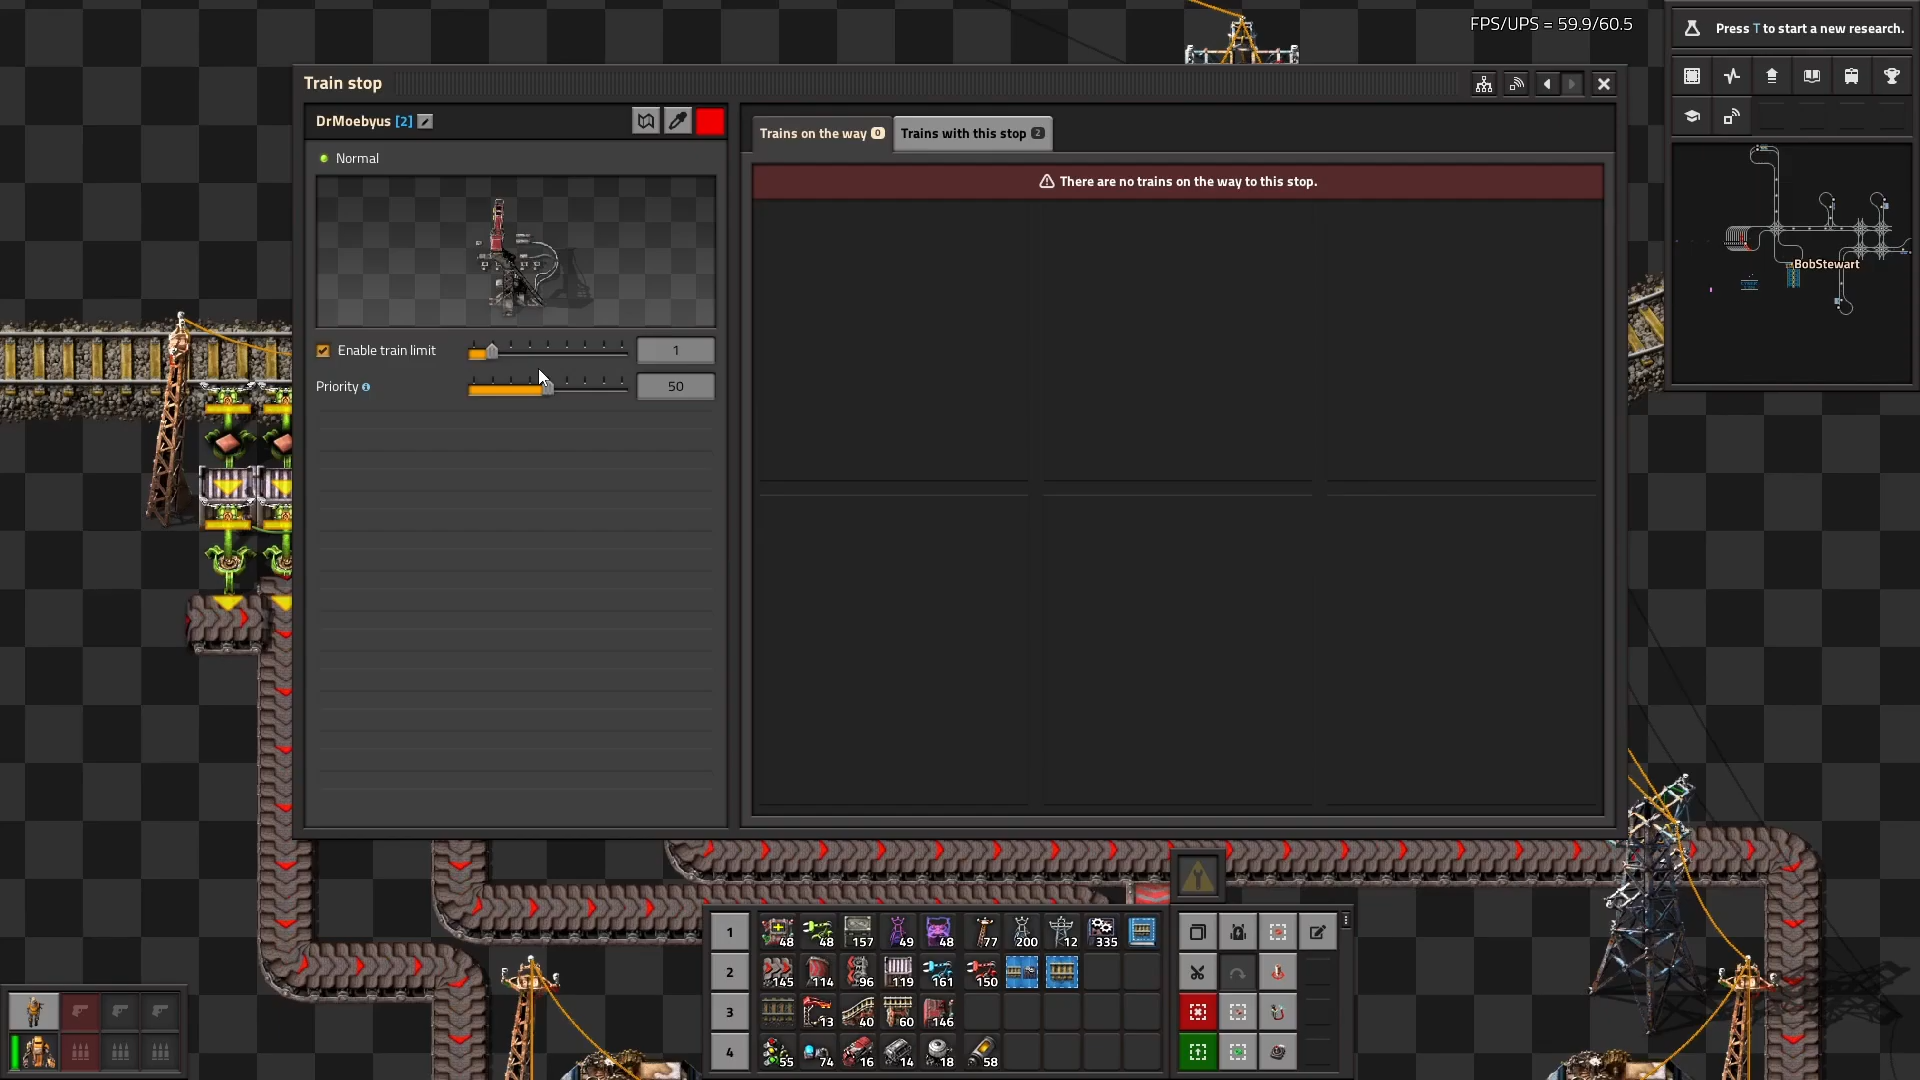 FPS/UPS = 59.9/60.5
Press T to start a new research.
Train stop
DrMoebyus [2]
Normal
Enable train limit
1
Priority
50
Trains on the way 0
Trains with this stop 2
There are no trains on the way to this stop.
BobStewart
1
48
48
157
49
48
77
200
12
335
2
145
114
96
119
161
150
3
13
40
60
146
4
55
74
16
14
18
58